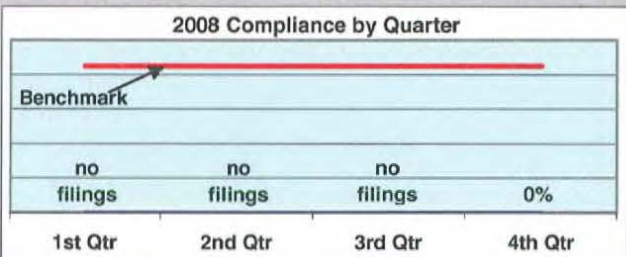 2008 Compliance by Quarter
Benchmark
no no no
filings filings filings 0%
1st Qtr 2nd Qtr 3rd Qtr 4th Qtr